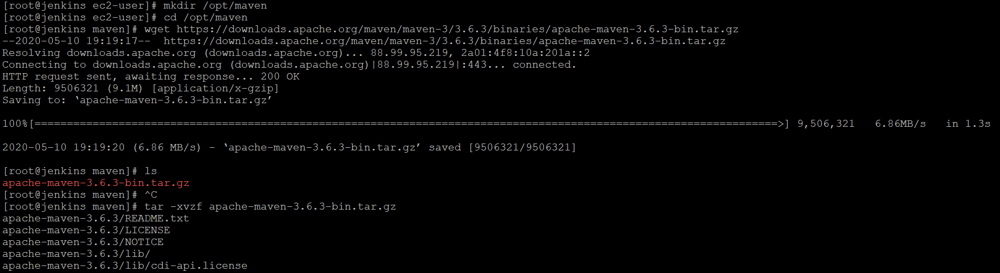 [root@jenkins ec2-user]# mkdir /opt/maven
[root@jenkins ec2-user]# cd /opt/maven
[root@jenkins maven]# wget https://downloads.apache.org/maven/maven-3/3.6.3/binaries/apache-maven-3.6.3-bin.tar.gz
--2020-05-10 19:19:17--  https://downloads.apache.org/maven/maven-3/3.6.3/binaries/apache-maven-3.6.3-bin.tar.gz
Resolving downloads.apache.org (downloads.apache.org)... 88.99.95.219, 2a01:4f8:10a:201a::2
Connecting to downloads.apache.org (downloads.apache.org)|88.99.95.219|:443... connected.
HTTP request sent, awaiting response... 200 OK
Length: 9506321 (9.1M) [application/x-gzip]
Saving to: ‘apache-maven-3.6.3-bin.tar.gz’
100%[===================================================================================================================>] 9,506,321   6.86MB/s   in 1.3s
2020-05-10 19:19:20 (6.86 MB/s) - ‘apache-maven-3.6.3-bin.tar.gz’ saved [9506321/9506321]
[root@jenkins maven]# ls
apache-maven-3.6.3-bin.tar.gz
[root@jenkins maven]# ^C
[root@jenkins maven]# tar -xvzf apache-maven-3.6.3-bin.tar.gz
apache-maven-3.6.3/README.txt
apache-maven-3.6.3/LICENSE
apache-maven-3.6.3/NOTICE
apache-maven-3.6.3/lib/
apache-maven-3.6.3/lib/cdi-api.license